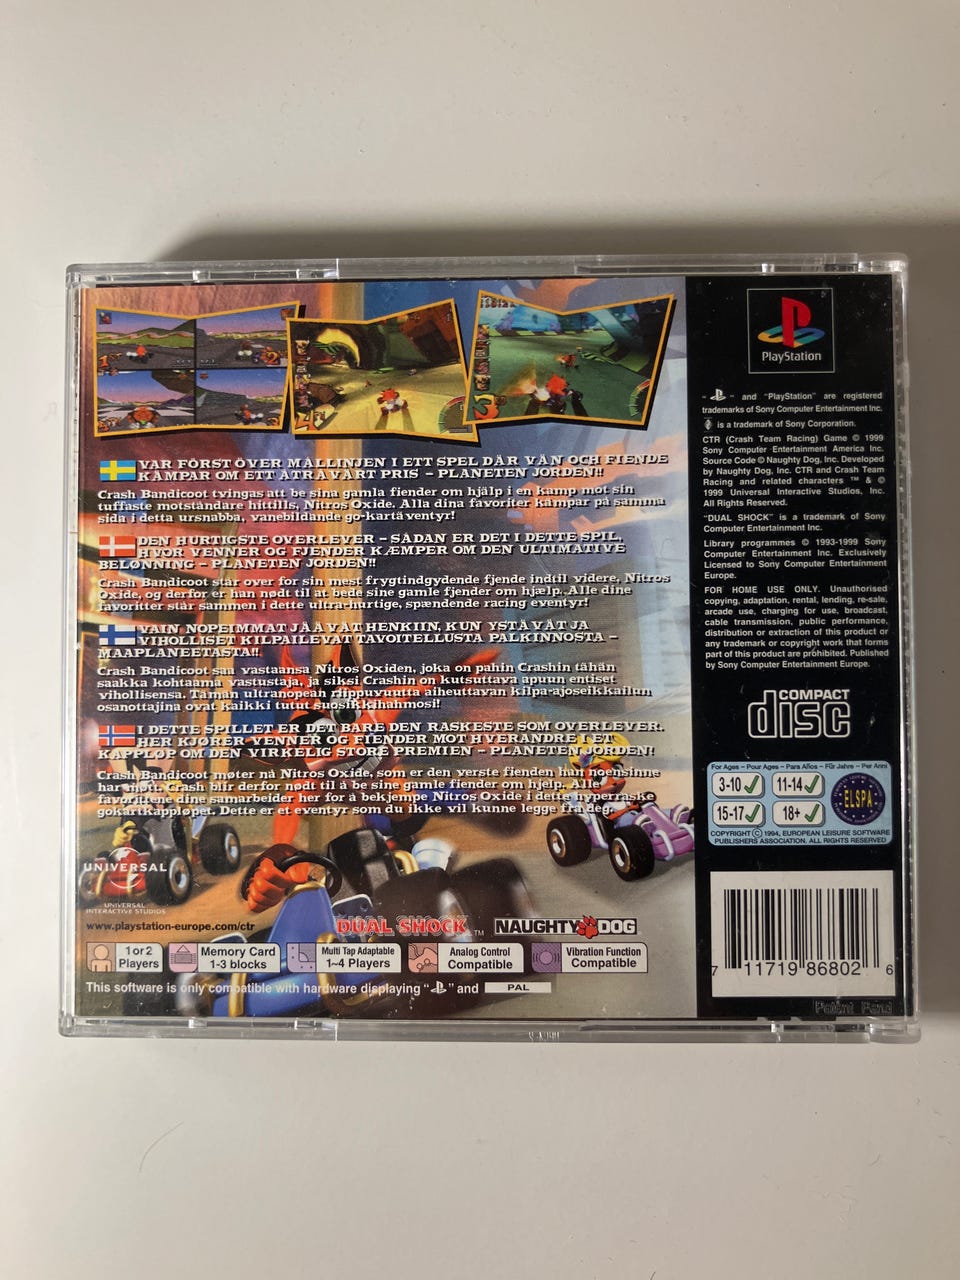 VAR FÖRST ÖVER MÅLLINJEN I ETT SPEL DÄR VÄN OCH FIENDE
KÄMPAR OM ETT ÅTRÅVÄRT PRIS – PLANETEN JORDEN!!
Crash Bandicoot tvingas att be sina gamla fiender om hjälp i en kamp mot sin
tuffaste motståndare hittills, Nitros Oxide. Alla dina favoriter kämpar på samma
sida i detta ursnabba, vanebildande go-kartäventyr!
DEN HURTIGSTE OVERLEVER – SÅDAN ER DET I DETTE SPIL,
HVOR VENNER OG FJENDER KÆMPER OM DEN ULTIMATIVE
BELØNNING – PLANETEN JORDEN!!
Crash Bandicoot står over for sin mest frygtindgydende fjende indtil videre, Nitros
Oxide, og derfor er han nødt til at bede sine gamle fjender om hjælp. Alle dine
favoritter står sammen i dette ultra-hurtige, spændende racing eventyr!
VAIN NOPEIMMAT JÄÄVÄT HENKIIN, KUN YSTÄVÄT JA
VIHOLLISET KILPAILEVAT TAVOITELLUSTA PALKINNOSTA –
MAAPLANEETASTA!!
Crash Bandicoot saa vastaansa Nitros Oxiden, joka on pahin Crashin tähän
saakka kohtaama vastustaja, ja siksi Crashin on kutsuttava apuun entiset
vihollisensa. Tämän ultranopean riippuvuutta aiheuttavan kilpa-ajoseikkailun
osanottajina ovat kaikki tutut suosikkihahmosi!
I DETTE SPILLET ER DET BARE DEN RASKESTE SOM OVERLEVER.
HER KJØRER VENNER OG FIENDER MOT HVERANDRE I ET
KAPPLØP OM DEN VIRKELIG STORE PREMIEN – PLANETEN JORDEN!
Crash Bandicoot møter nå Nitros Oxide, som er den verste fienden han noensinne
har møtt. Crash blir derfor nødt til å be sine gamle fiender om hjelp. Alle
favorittene dine samarbeider her for å bekjempe Nitros Oxide i dette hyperraske
gokartkappløpet. Dette er et eventyr som du ikke vil kunne legge fra deg.
UNIVERSAL
UNIVERSAL
INTERACTIVE STUDIOS
www.playstation-europe.com/ctr
DUAL SHOCK™
NAUGHTY DOG
1 or 2
Players
Memory Card
1-3 blocks
Multi Tap Adaptable
1~4 Players
Analog Control
Compatible
Vibration Function
Compatible
This software is only compatible with hardware displaying " " and PAL
PlayStation
" " and "PlayStation" are registered
trademarks of Sony Computer Entertainment Inc.
is a trademark of Sony Corporation.
CTR (Crash Team Racing) Game © 1999
Sony Computer Entertainment America Inc.
Source Code © Naughty Dog, Inc. Developed
by Naughty Dog, Inc. CTR and Crash Team
Racing and related characters ™ & ©
1999 Universal Interactive Studios, Inc.
All Rights Reserved.
"DUAL SHOCK" is a trademark of Sony
Computer Entertainment Inc.
Library programmes © 1993-1999 Sony
Computer Entertainment Inc. Exclusively
Licensed to Sony Computer Entertainment
Europe.
FOR HOME USE ONLY. Unauthorised
copying, adaptation, rental, lending, re-sale,
arcade use, charging for use, broadcast,
cable transmission, public performance,
distribution or extraction of this product or
any trademark or copyright work that forms
part of this product are prohibited. Published
by Sony Computer Entertainment Europe.
COMPACT
disc
For Ages – Pour Ages – Para Años – Für Jahre – Per Anni
3-10 11-14
15-17 18+
ELSPA
COPYRIGHT © 1994, EUROPEAN LEISURE SOFTWARE
PUBLISHERS ASSOCIATION. ALL RIGHTS RESERVED
7 11719 86802 6